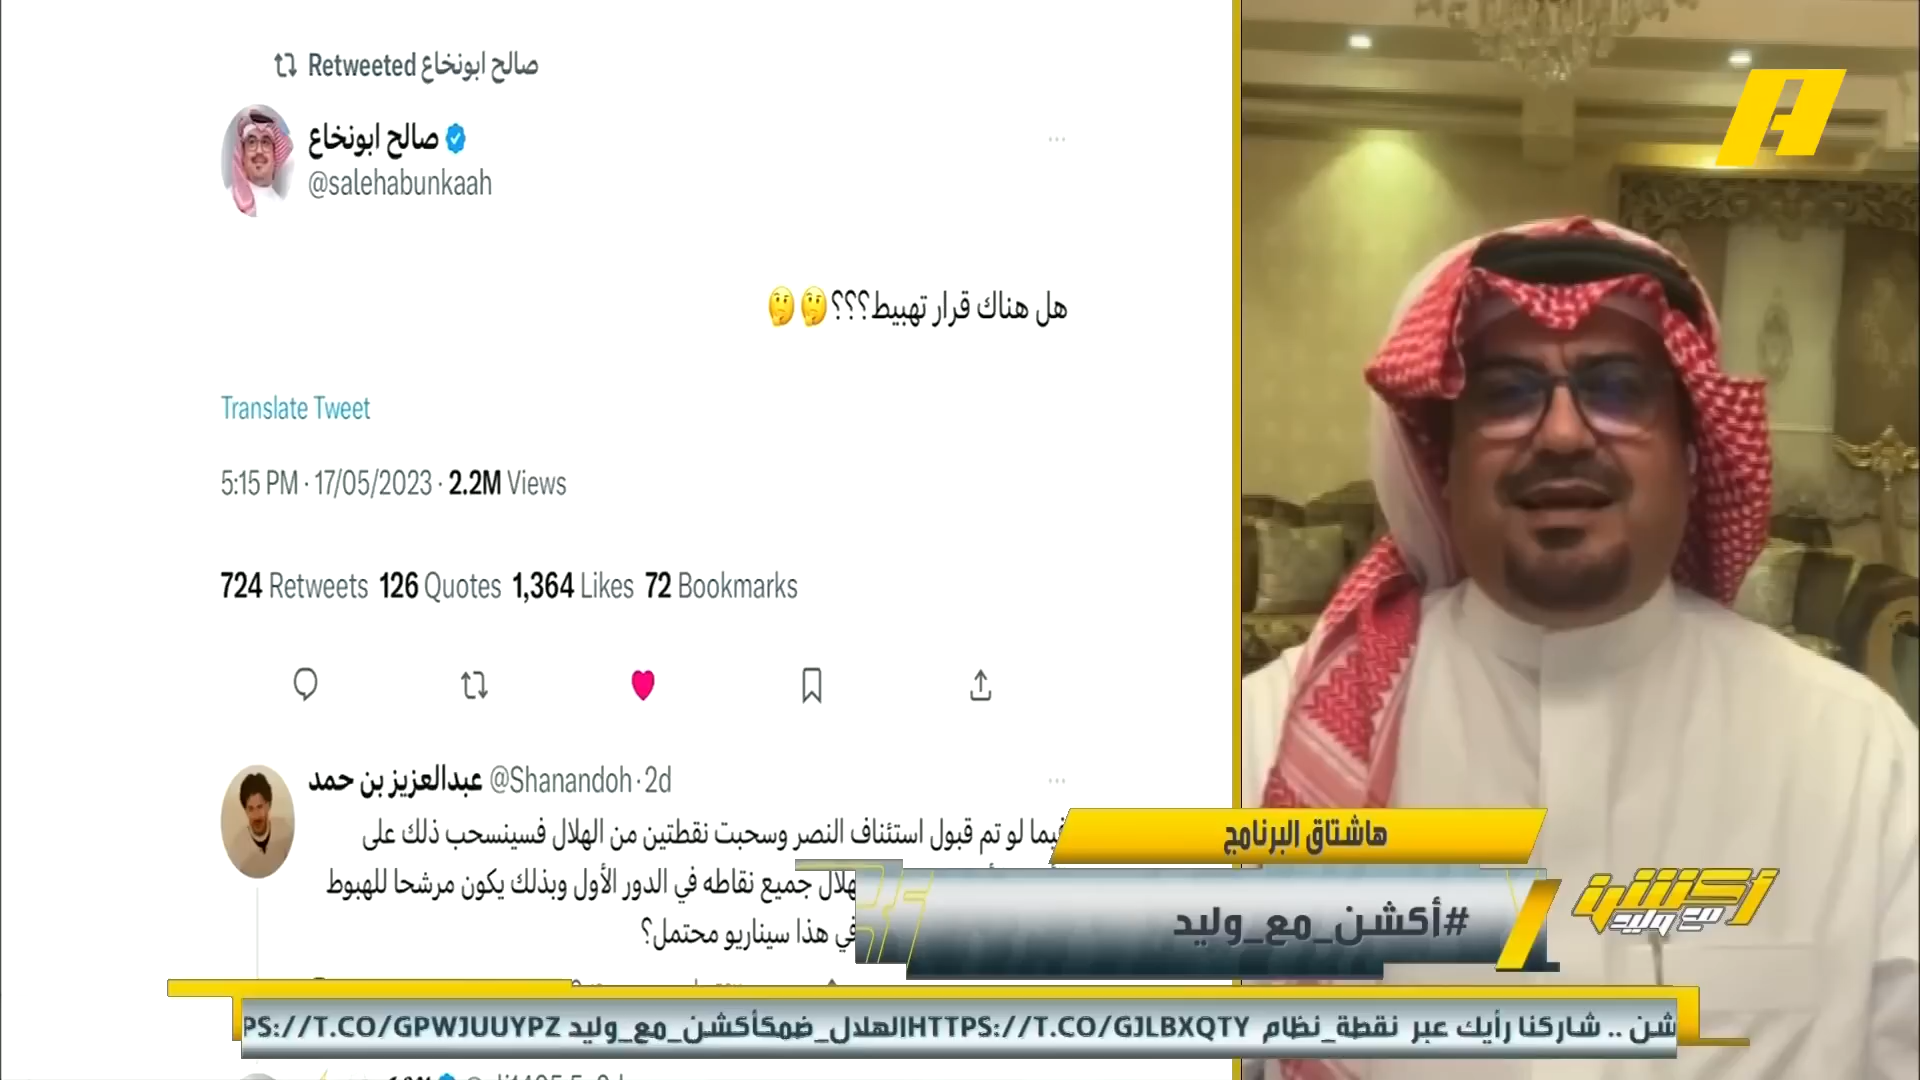 صالح ابونخاع Retweeted
صالح ابونخاع
@salehabunkaah
هل هناك قرار تهبيط؟؟؟🤔🤔
Translate Tweet
5:15 PM · 17/05/2023 · 2.2M Views
724 Retweets 126 Quotes 1,364 Likes 72 Bookmarks
عبدالعزيز بن حمد @Shanandoh · 2d
فيما لو تم قبول استئناف النصر وسحبت نقطتين من الهلال فسينسحب ذلك على
جميع نقاطه في الدور الأول وبذلك يكون مرشحا للهبوط
في هذا سيناريو محتمل؟
هاشتاق البرنامج
#أكشن_مع_وليد
أكشن مع وليد
شن .. شاركنا رأيك عبر نقطة_نظام HTTPS://T.CO/GJLBXQTY الهلال_ضمكأكشن_مع_وليد PS://T.CO/GPWJUUYPZ